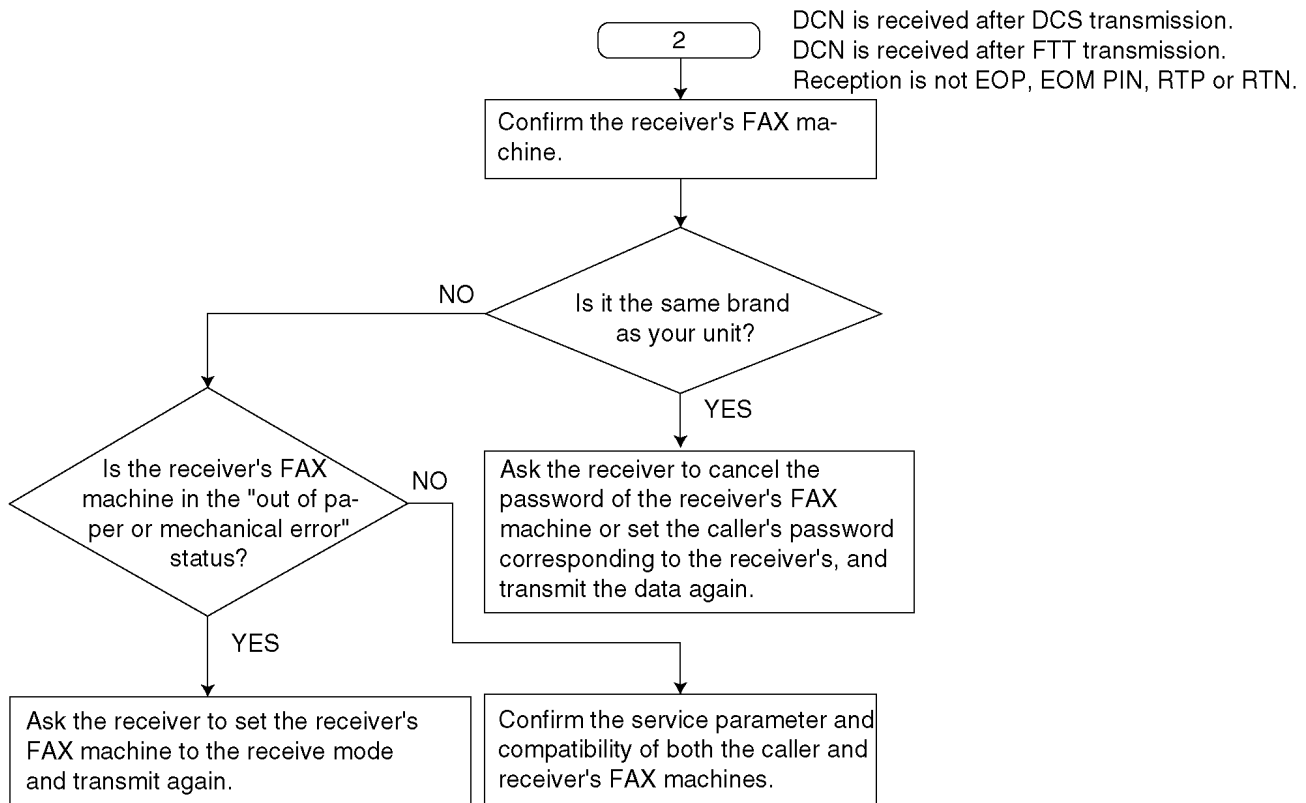 2
DCN is received after DCS transmission.
DCN is received after FTT transmission.
Reception is not EOP, EOM PIN, RTP or RTN.
Confirm the receiver's FAX ma-
chine.
Is it the same brand
as your unit?
NO
YES
Is the receiver's FAX
machine in the "out of pa-
per or mechanical error"
status?
NO
YES
Ask the receiver to cancel the
password of the receiver's FAX
machine or set the caller's password
corresponding to the receiver's, and
transmit the data again.
Ask the receiver to set the receiver's
FAX machine to the receive mode
and transmit again.
Confirm the service parameter and
compatibility of both the caller and
receiver's FAX machines.